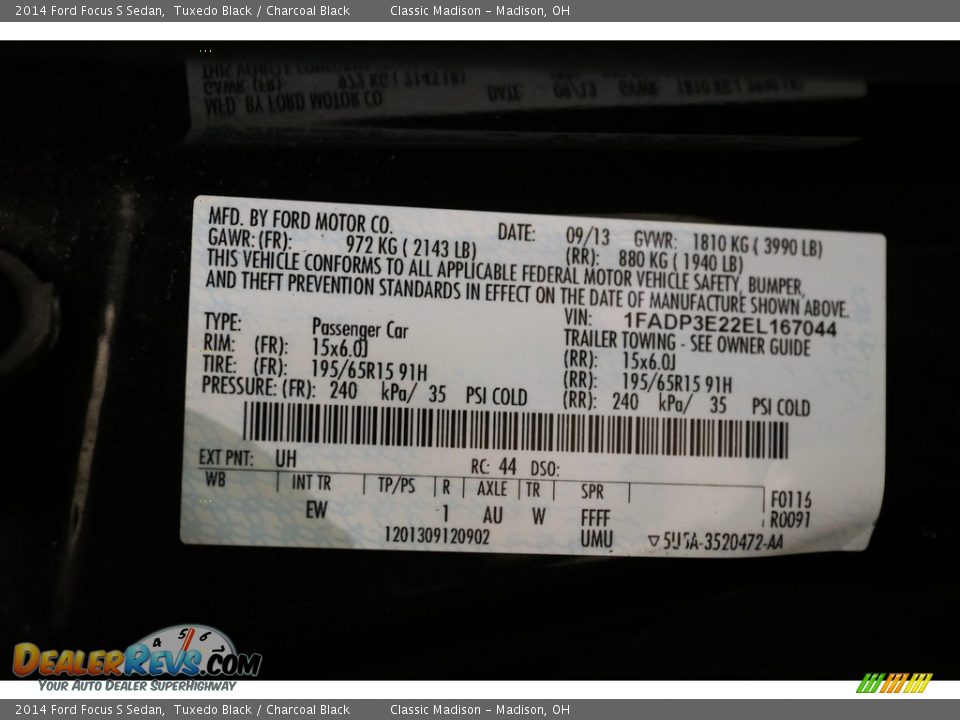 2014 Ford Focus S Sedan, Tuxedo Black / Charcoal Black Classic Madison - Madison, OH
MFD. BY FORD MOTOR CO. DATE: 09/13 GVWR: 1810 KG ( 3990 LB)
GAWR: (FR): 972 KG ( 2143 LB) (RR): 880 KG ( 1940 LB)
THIS VEHICLE CONFORMS TO ALL APPLICABLE FEDERAL MOTOR VEHICLE SAFETY, BUMPER,
AND THEFT PREVENTION STANDARDS IN EFFECT ON THE DATE OF MANUFACTURE SHOWN ABOVE.
VIN: 1FADP3E22EL167044
TYPE: Passenger Car TRAILER TOWING - SEE OWNER GUIDE
RIM: (FR): 15x6.0J (RR): 15x6.0J
TIRE: (FR): 195/65R15 91H (RR): 195/65R15 91H
PRESSURE: (FR): 240 kPa/ 35 PSI COLD (RR): 240 kPa/ 35 PSI COLD
EXT PNT: UH RC: 44 DSO:
WB INT TR TP/PS R AXLE TR SPR F0116
EW 1 AU W FFFF R0091
1201309120902 UMU 5U5A-3520472-AA
4 5 6
DEALERREVS.COM
YOUR AUTO DEALER SUPERHIGHWAY
2014 Ford Focus S Sedan, Tuxedo Black / Charcoal Black Classic Madison - Madison, OH